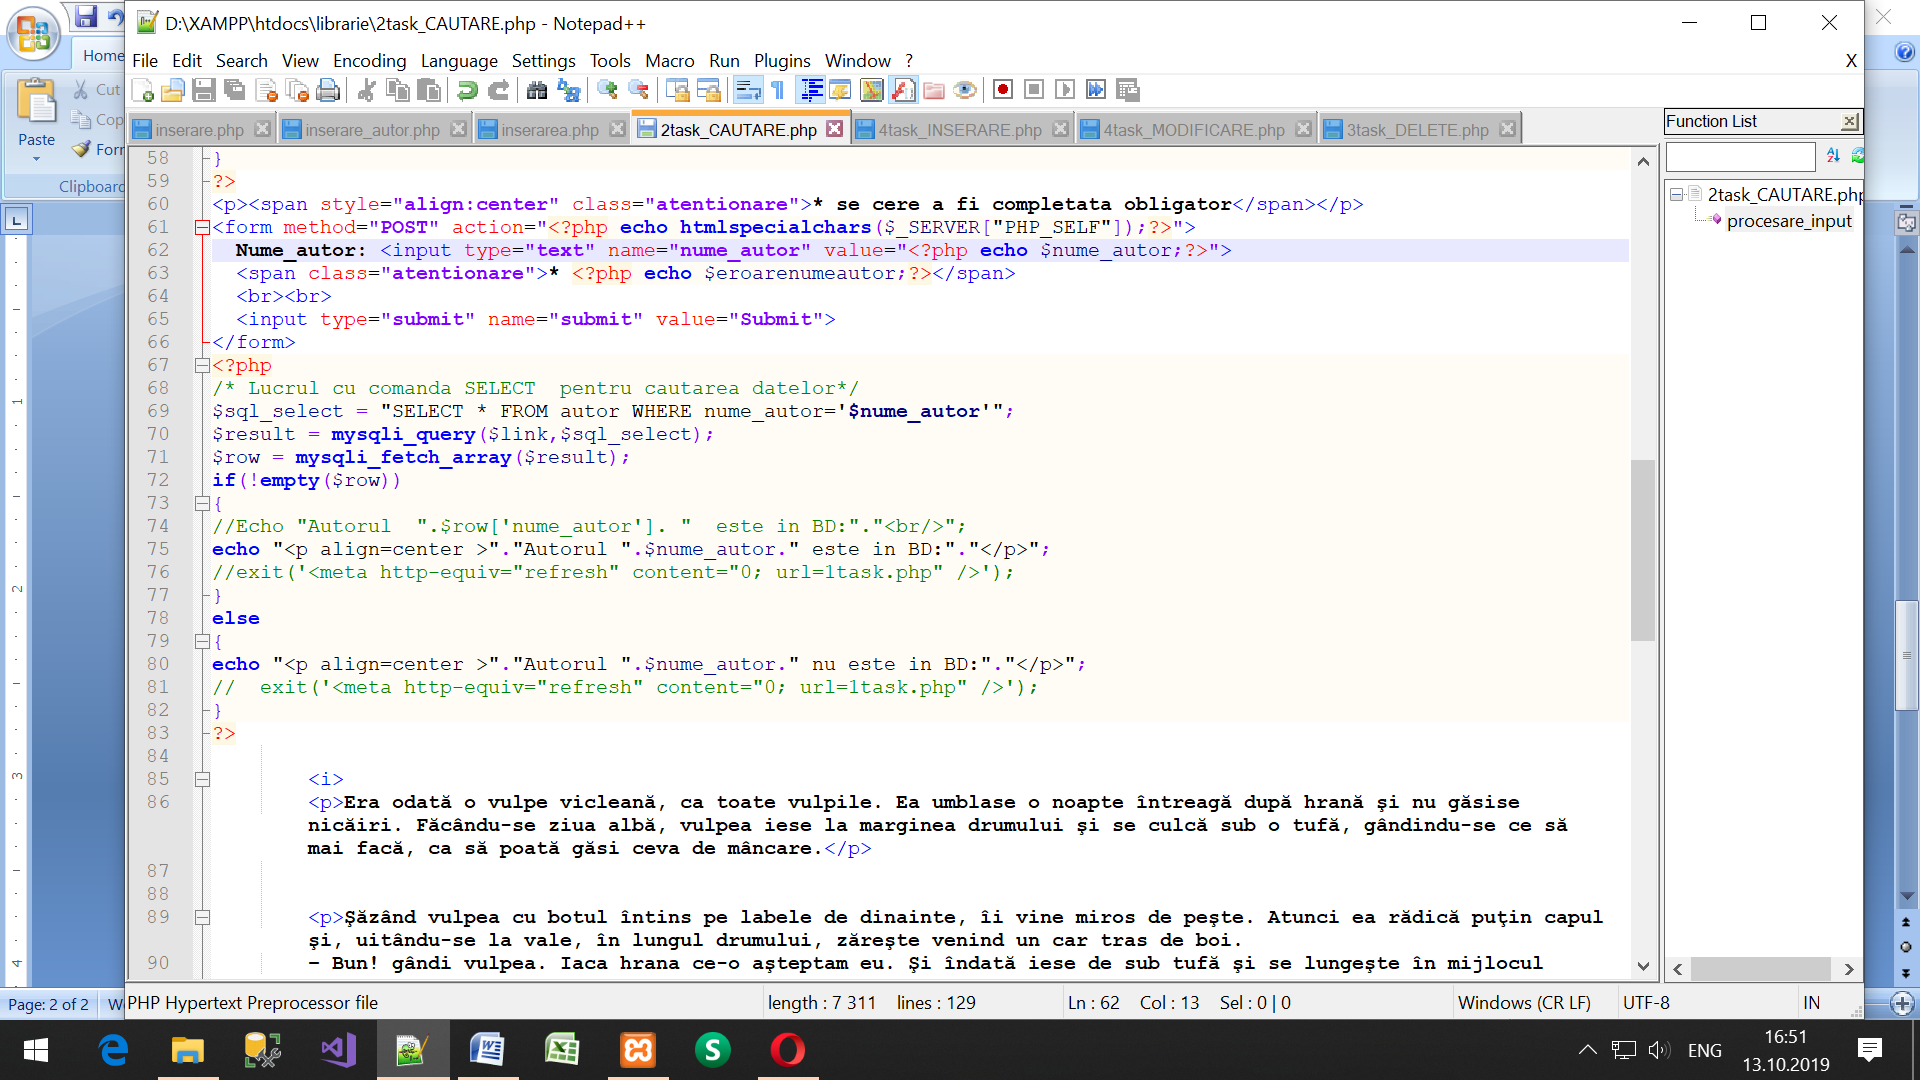 D:\XAMPP\htdocs\librarie\2task_CAUTARE.php - Notepad++
File Edit Search View Encoding Language Settings Tools Macro Run Plugins Window ? X
Home
Cut
Paste
Clipboard
inserare.php inserare_autor.php inserarea.php 2task_CAUTARE.php 4task_INSERARE.php 4task_MODIFICARE.php 3task_DELETE.php
Function List
2task_CAUTARE.php
procesare_input
58 }
59 ?>
60 <p><span style="align:center" class="atentionare">* se cere a fi completata obligator</span></p>
61 <form method="POST" action="<?php echo htmlspecialchars($_SERVER["PHP_SELF"]);?>">
62 Nume_autor: <input type="text" name="nume_autor" value="<?php echo $nume_autor;?>">
63 <span class="atentionare">* <?php echo $eroarenumeautor;?></span>
64 <br><br>
65 <input type="submit" name="submit" value="Submit">
66 </form>
67 <?php
68 /* Lucrul cu comanda SELECT  pentru cautarea datelor*/
69 $sql_select = "SELECT * FROM autor WHERE nume_autor='$nume_autor'";
70 $result = mysqli_query($link,$sql_select);
71 $row = mysqli_fetch_array($result);
72 if(!empty($row))
73 {
74 //Echo "Autorul  ".$row['nume_autor']. "  este in BD:"."<br/>";
75 echo "<p align=center >"."Autorul ".$nume_autor." este in BD:"."</p>";
76 //exit('<meta http-equiv="refresh" content="0; url=1task.php" />');
77 }
78 else
79 {
80 echo "<p align=center >"."Autorul ".$nume_autor." nu este in BD:"."</p>";
81 //  exit('<meta http-equiv="refresh" content="0; url=1task.php" />');
82 }
83 ?>
84
85 <i>
86 <p>Era odată o vulpe vicleană, ca toate vulpile. Ea umblase o noapte întreagă după hrană şi nu găsise
nicăiri. Făcându-se ziua albă, vulpea iese la marginea drumului şi se culcă sub o tufă, gândindu-se ce să
mai facă, ca să poată găsi ceva de mâncare.</p>
87
88
89 <p>Şăzând vulpea cu botul întins pe labele de dinainte, îi vine miros de peşte. Atunci ea rădică puţin capul
şi, uitându-se la vale, în lungul drumului, zăreşte venind un car tras de boi.
90 – Bun! gândi vulpea. Iaca hrana ce-o aşteptam eu. Şi îndată iese de sub tufă şi se lungeşte în mijlocul
Page: 2 of 2
PHP Hypertext Preprocessor file length : 7 311 lines : 129 Ln : 62 Col : 13 Sel : 0 | 0 Windows (CR LF) UTF-8 IN
ENG
16:51
13.10.2019